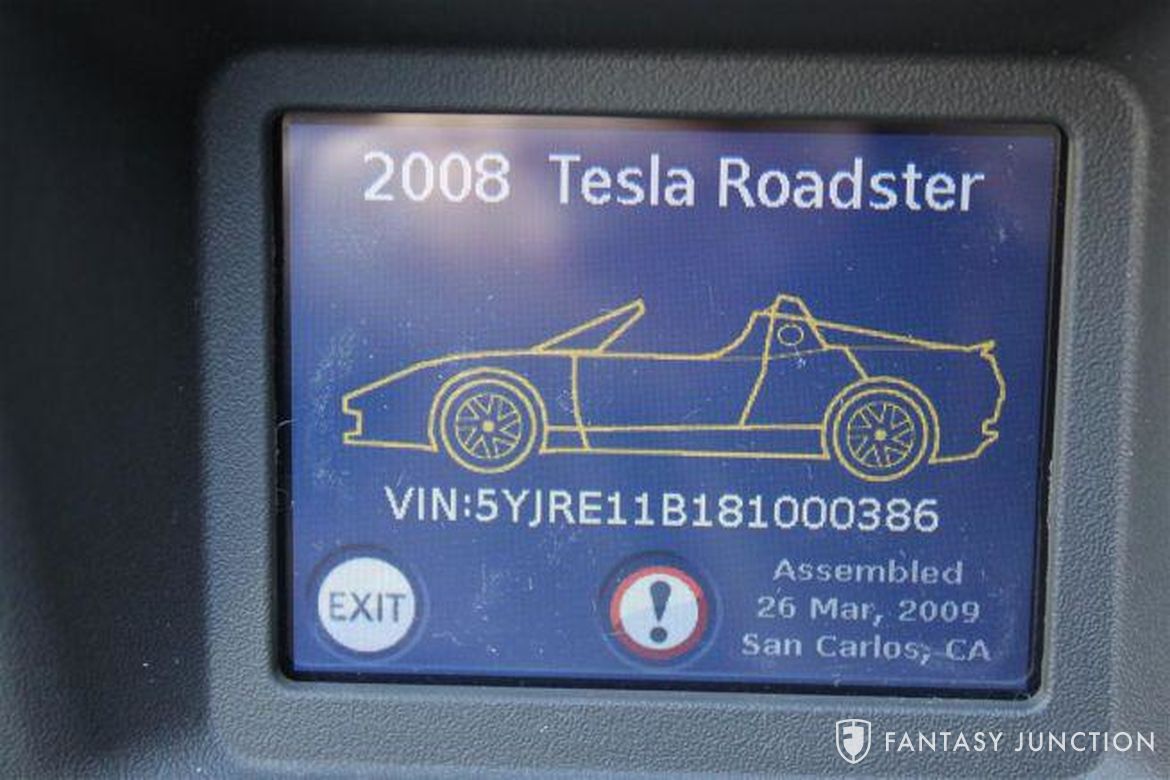 2008 Tesla Roadster
VIN:5YJRE11B181000386
EXIT
Assembled
26 Mar, 2009
San Carlos, CA
FANTASY JUNCTION